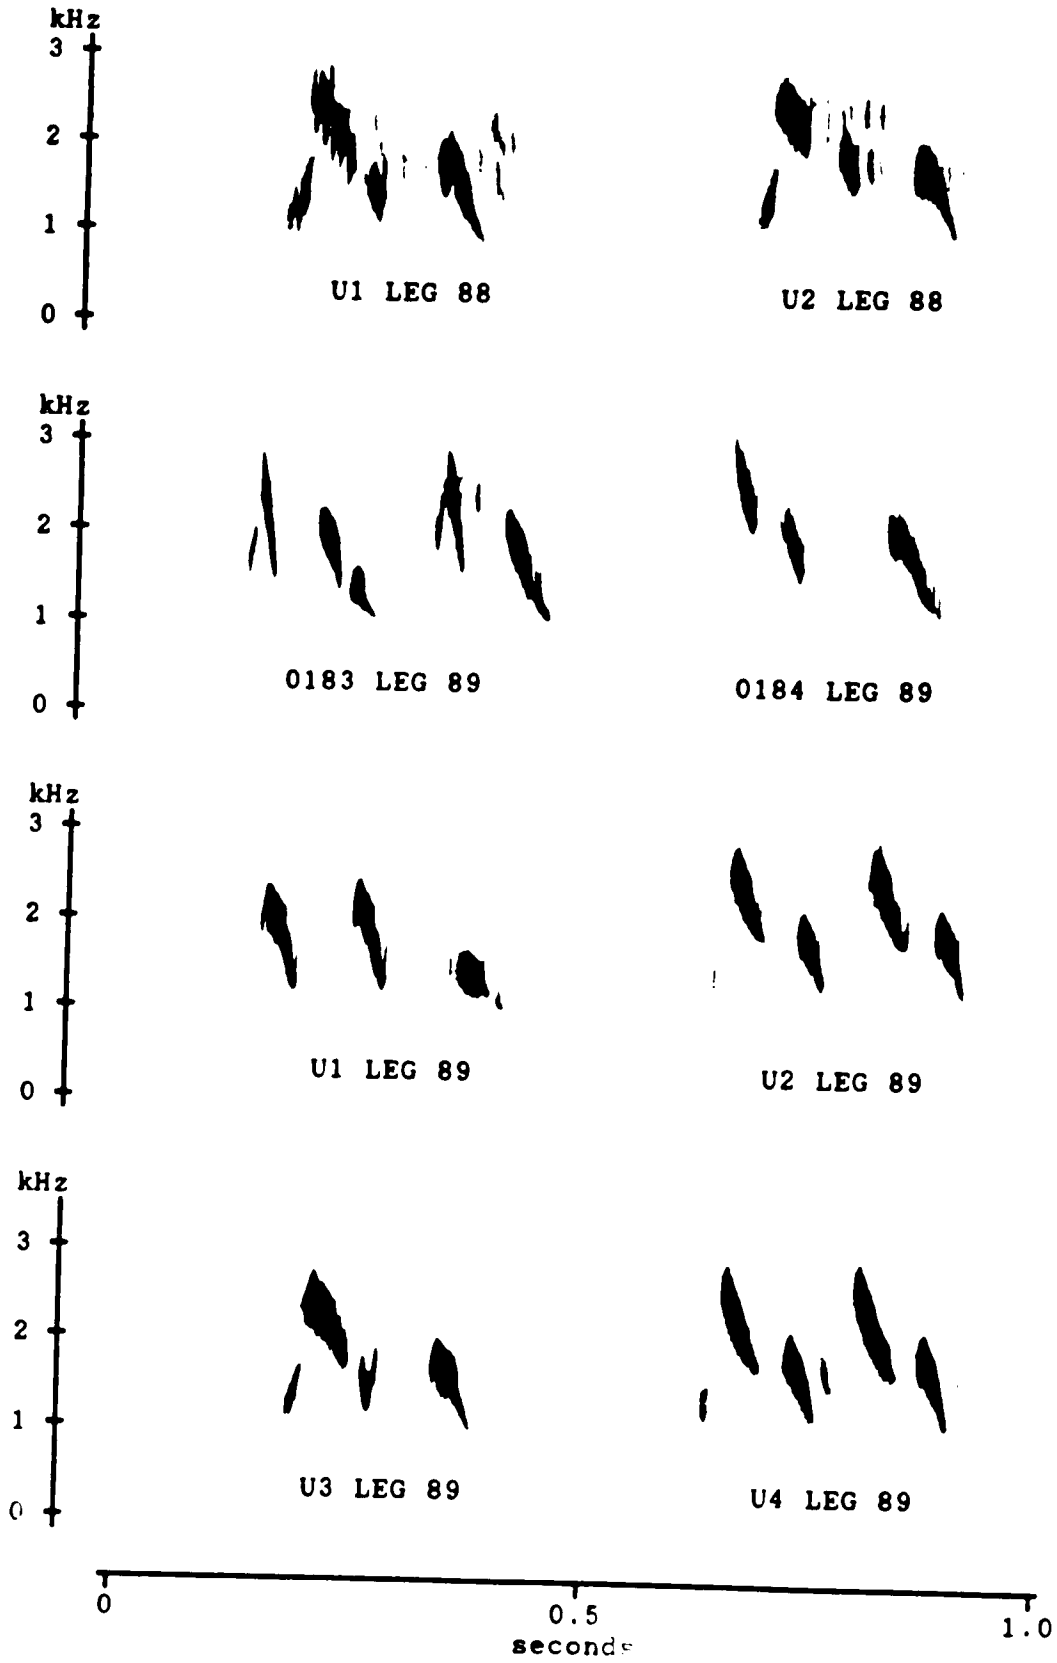 kHz
3
2
1
0
U1 LEG 88
U2 LEG 88
kHz
3
2
1
0
0183 LEG 89
0184 LEG 89
kHz
3
2
1
0
U1 LEG 89
U2 LEG 89
kHz
3
2
1
0
U3 LEG 89
U4 LEG 89
0
0.5
1.0
seconds